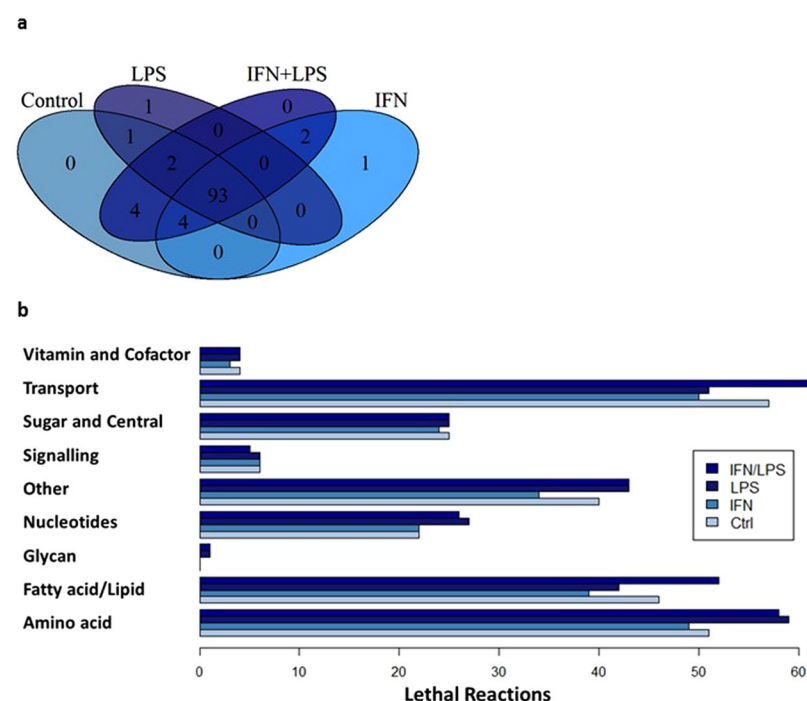 a
LPS IFN+LPS
Control IFN
1 0
1 0 2
0 2 0 1
93
4 4 0 0
0
b
Vitamin and Cofactor
Transport
Sugar and Central
Signalling
Other
Nucleotides
Glycan
Fatty acid/Lipid
Amino acid
IFN/LPS
LPS
IFN
Ctrl
0 10 20 30 40 50 60
Lethal Reactions